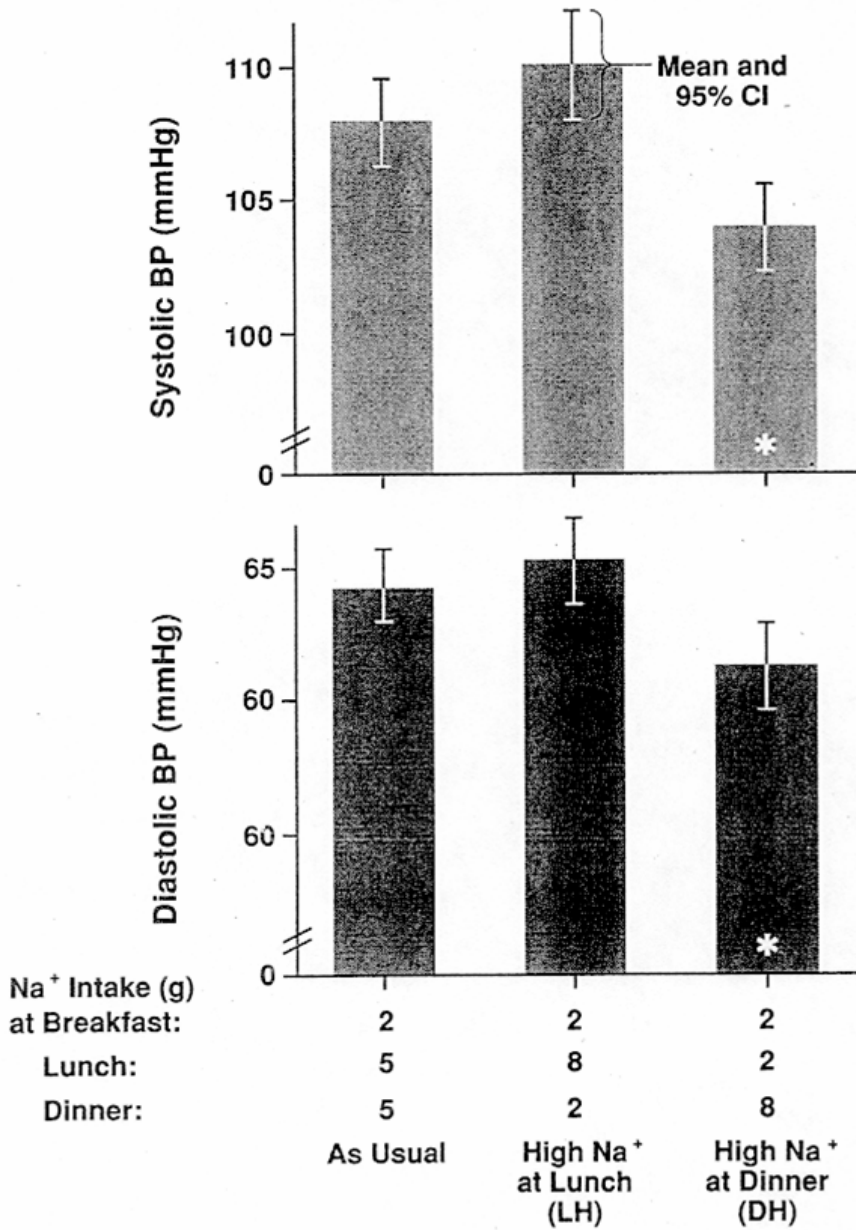 Systolic BP (mmHg)
110
105
100
0
Mean and
95% CI
*
Diastolic BP (mmHg)
65
60
60
0
*
Na+ Intake (g)
at Breakfast: 2 2 2
Lunch: 5 8 2
Dinner: 5 2 8
As Usual High Na+ High Na+
at Lunch at Dinner
(LH) (DH)